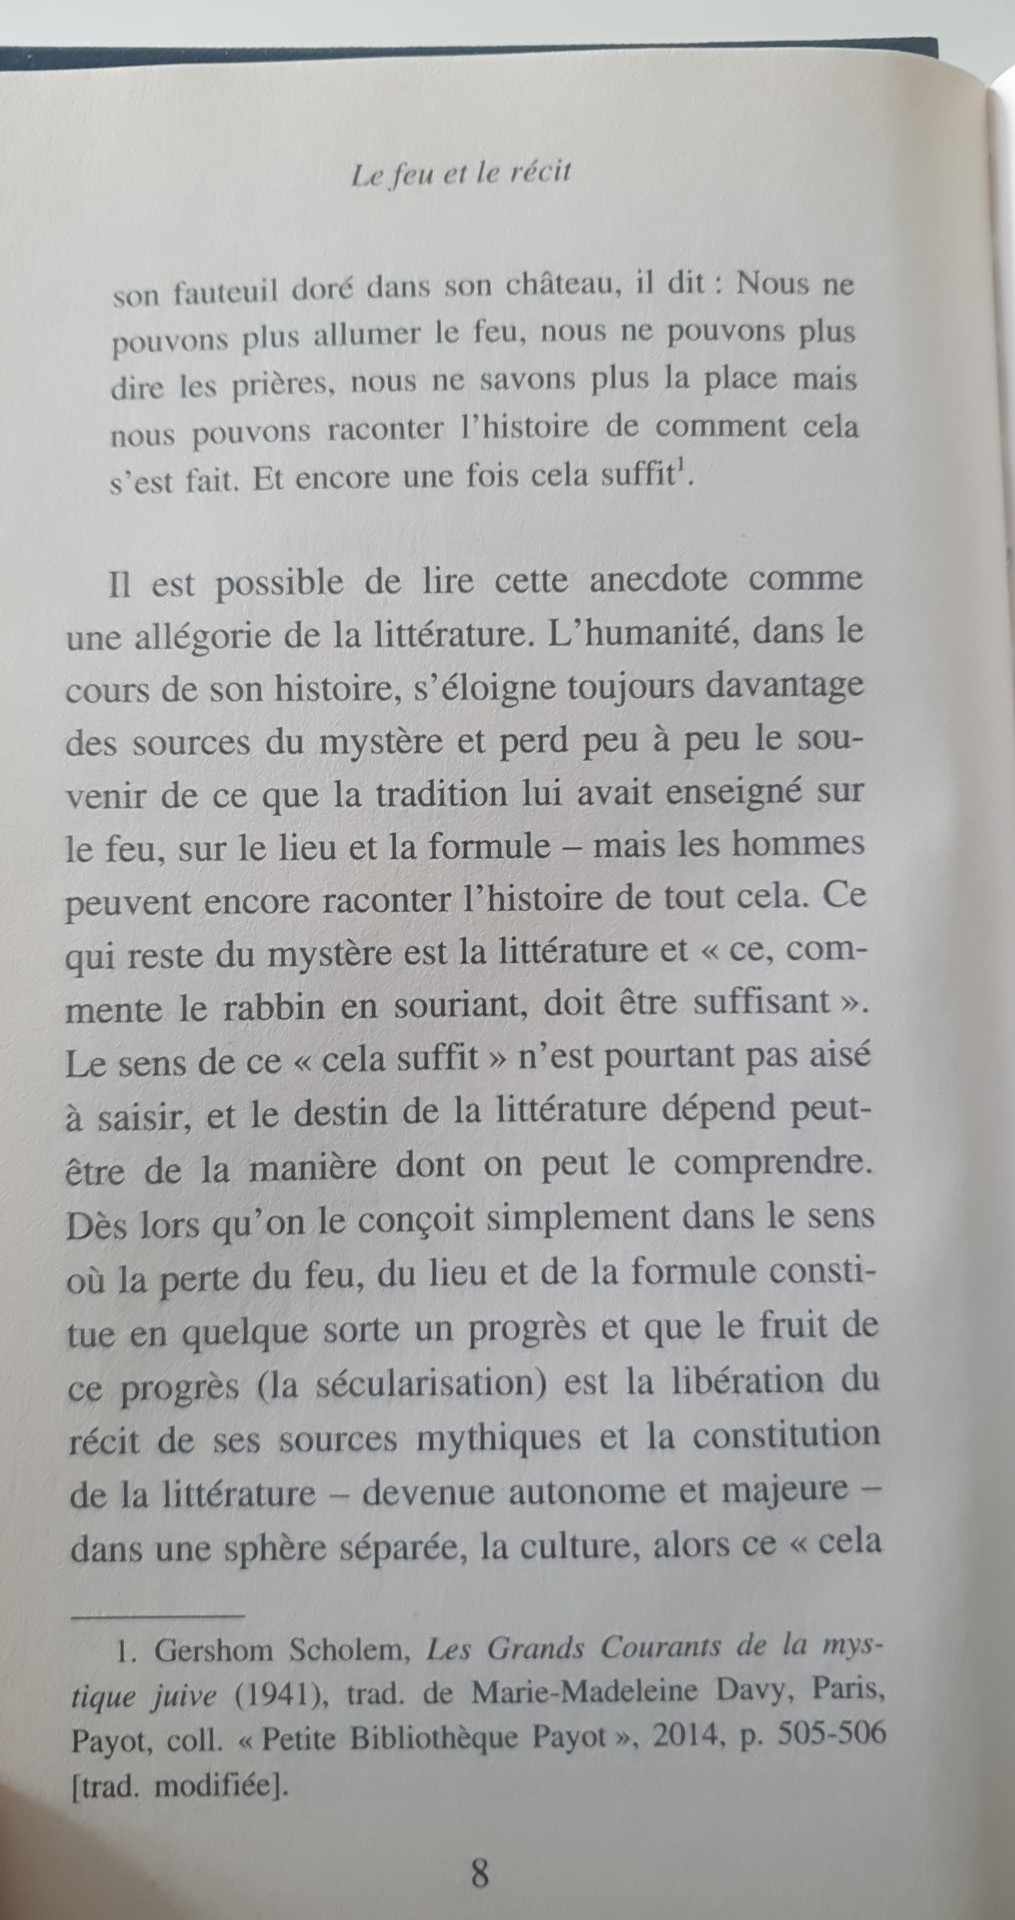 Le feu et le récit
son fauteuil doré dans son château, il dit : Nous ne
pouvons plus allumer le feu, nous ne pouvons plus
dire les prières, nous ne savons plus la place mais
nous pouvons raconter l'histoire de comment cela
s'est fait. Et encore une fois cela suffit¹.
Il est possible de lire cette anecdote comme
une allégorie de la littérature. L'humanité, dans le
cours de son histoire, s'éloigne toujours davantage
des sources du mystère et perd peu à peu le sou-
venir de ce que la tradition lui avait enseigné sur
le feu, sur le lieu et la formule – mais les hommes
peuvent encore raconter l'histoire de tout cela. Ce
qui reste du mystère est la littérature et « ce, com-
mente le rabbin en souriant, doit être suffisant ».
Le sens de ce « cela suffit » n'est pourtant pas aisé
à saisir, et le destin de la littérature dépend peut-
être de la manière dont on peut le comprendre.
Dès lors qu'on le conçoit simplement dans le sens
où la perte du feu, du lieu et de la formule consti-
tue en quelque sorte un progrès et que le fruit de
ce progrès (la sécularisation) est la libération du
récit de ses sources mythiques et la constitution
de la littérature – devenue autonome et majeure –
dans une sphère séparée, la culture, alors ce « cela
1. Gershom Scholem, Les Grands Courants de la mys-
tique juive (1941), trad. de Marie-Madeleine Davy, Paris,
Payot, coll. « Petite Bibliothèque Payot », 2014, p. 505-506
[trad. modifiée].
8